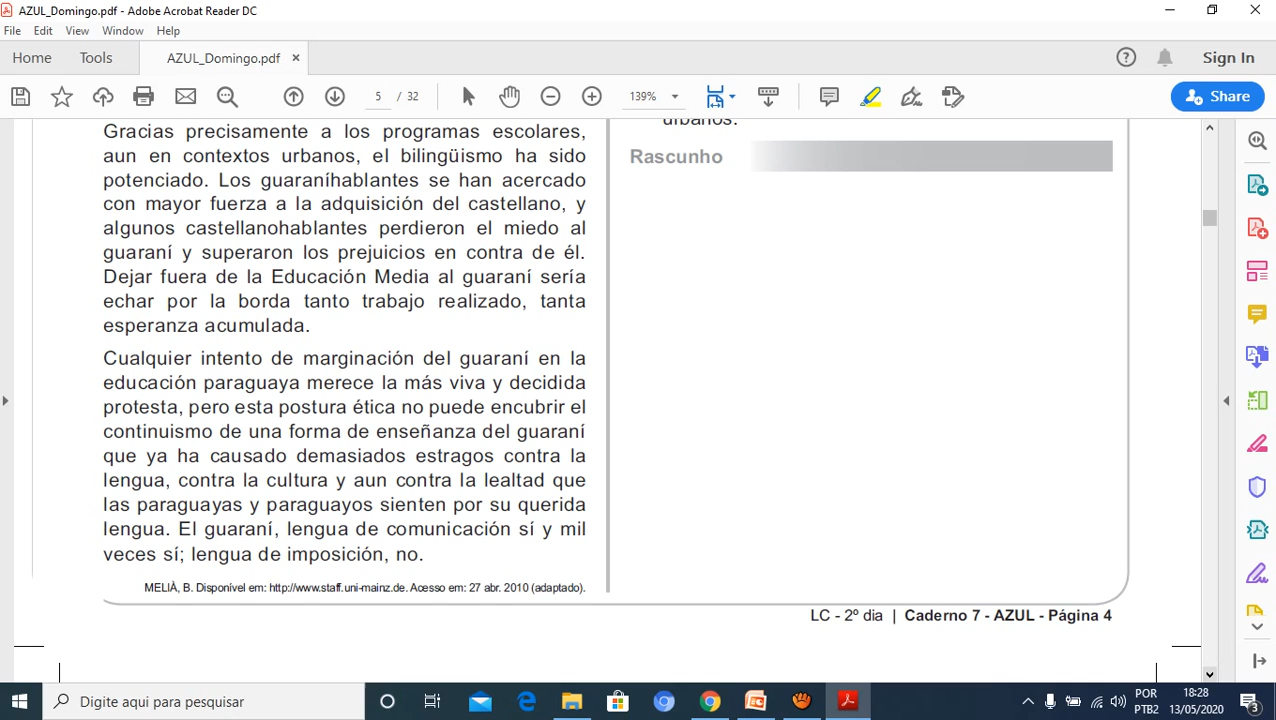 AZUL_Domingo.pdf - Adobe Acrobat Reader DC
File Edit View Window Help
Home Tools AZUL_Domingo.pdf × Sign In
5 / 32 139% Share
Gracias precisamente a los programas escolares,
aun en contextos urbanos, el bilingüismo ha sido
potenciado. Los guaraníhablantes se han acercado
con mayor fuerza a la adquisición del castellano, y
algunos castellanohablantes perdieron el miedo al
guaraní y superaron los prejuicios en contra de él.
Dejar fuera de la Educación Media al guaraní sería
echar por la borda tanto trabajo realizado, tanta
esperanza acumulada.
Cualquier intento de marginación del guaraní en la
educación paraguaya merece la más viva y decidida
protesta, pero esta postura ética no puede encubrir el
continuismo de una forma de enseñanza del guaraní
que ya ha causado demasiados estragos contra la
lengua, contra la cultura y aun contra la lealtad que
las paraguayas y paraguayos sienten por su querida
lengua. El guaraní, lengua de comunicación sí y mil
veces sí; lengua de imposición, no.
MELIÀ, B. Disponível em: http://www.staff.uni-mainz.de. Acesso em: 27 abr. 2010 (adaptado).
urbanos.
Rascunho
LC - 2º dia | Caderno 7 - AZUL - Página 4
Digite aqui para pesquisar
POR
PTB2
18:28
13/05/2020
3